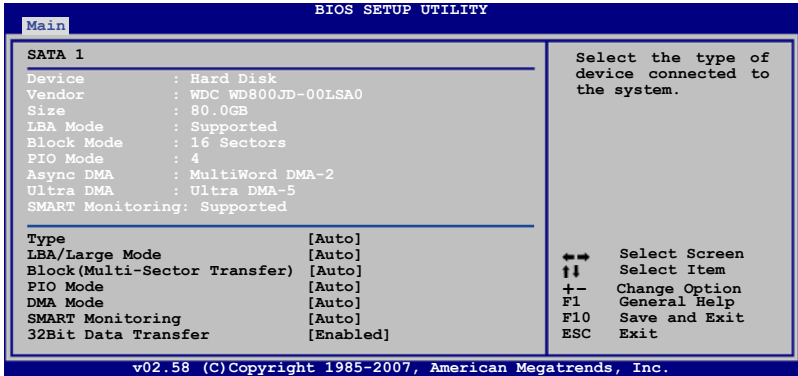 BIOS SETUP UTILITY
Main
SATA 1
Device : Hard Disk
Vendor : WDC WD800JD-00LSA0
Size : 80.0GB
LBA Mode : Supported
Block Mode : 16 Sectors
PIO Mode : 4
Async DMA : MultiWord DMA-2
Ultra DMA : Ultra DMA-5
SMART Monitoring: Supported
Type [Auto]
LBA/Large Mode [Auto]
Block(Multi-Sector Transfer) [Auto]
PIO Mode [Auto]
DMA Mode [Auto]
SMART Monitoring [Auto]
32Bit Data Transfer [Enabled]
Select the type of
device connected to
the system.
←→ Select Screen
↑↓ Select Item
+- Change Option
F1 General Help
F10 Save and Exit
ESC Exit
v02.58 (C)Copyright 1985-2007, American Megatrends, Inc.